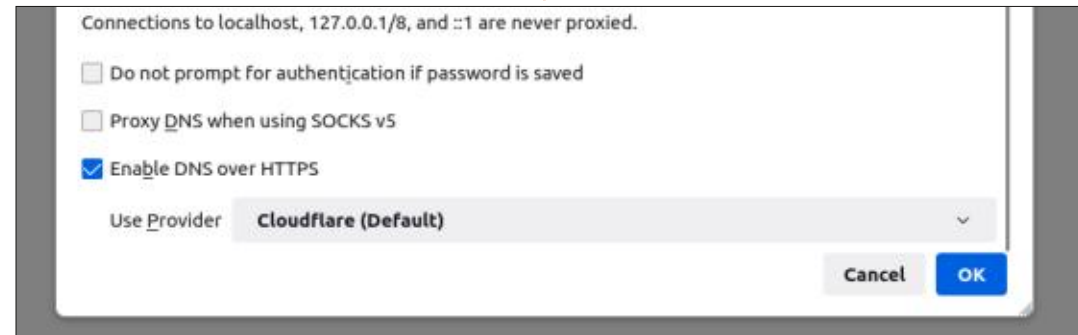 Connections to localhost, 127.0.0.1/8, and ::1 are never proxied.
Do not prompt for authentication if password is saved
Proxy DNS when using SOCKS v5
Enable DNS over HTTPS
Use Provider Cloudflare (Default)
Cancel OK